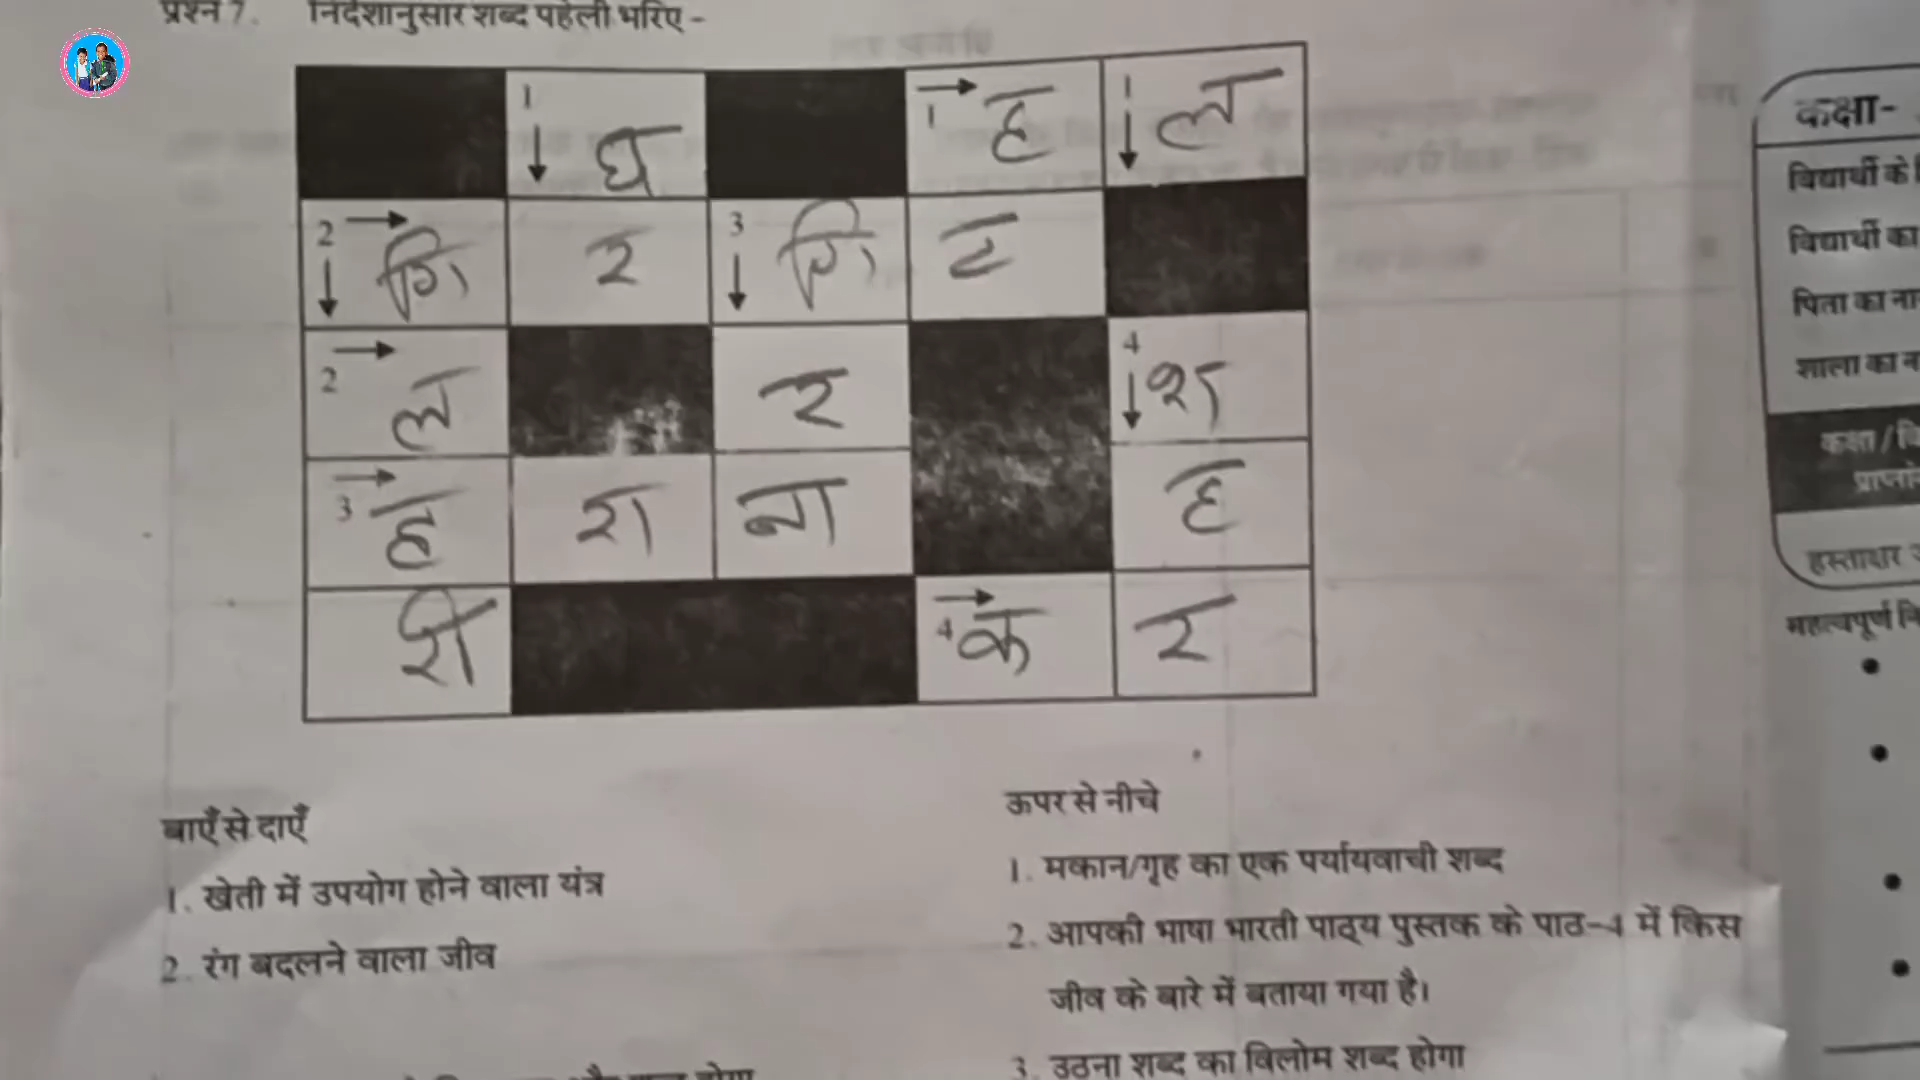 प्रश्न 7. निर्देशानुसार शब्द पहेली भरिए -
1 घ 1 ह 1 ल
2 गि र 3 गि ट
2 ल र 4 श
3 ह रा ना ह
री 4 क र
बाएँ से दाएँ
1. खेती में उपयोग होने वाला यंत्र
2. रंग बदलने वाला जीव
ऊपर से नीचे
1. मकान/गृह का एक पर्यायवाची शब्द
2. आपकी भाषा भारती पाठ्य पुस्तक के पाठ-4 में किस
जीव के बारे में बताया गया है।
3. उठना शब्द का विलोम शब्द होगा
कक्षा-
विद्यार्थी के
विद्यार्थी का
पिता का
शाला का
कक्षा /
हस्ताक्षर
महत्वपूर्ण